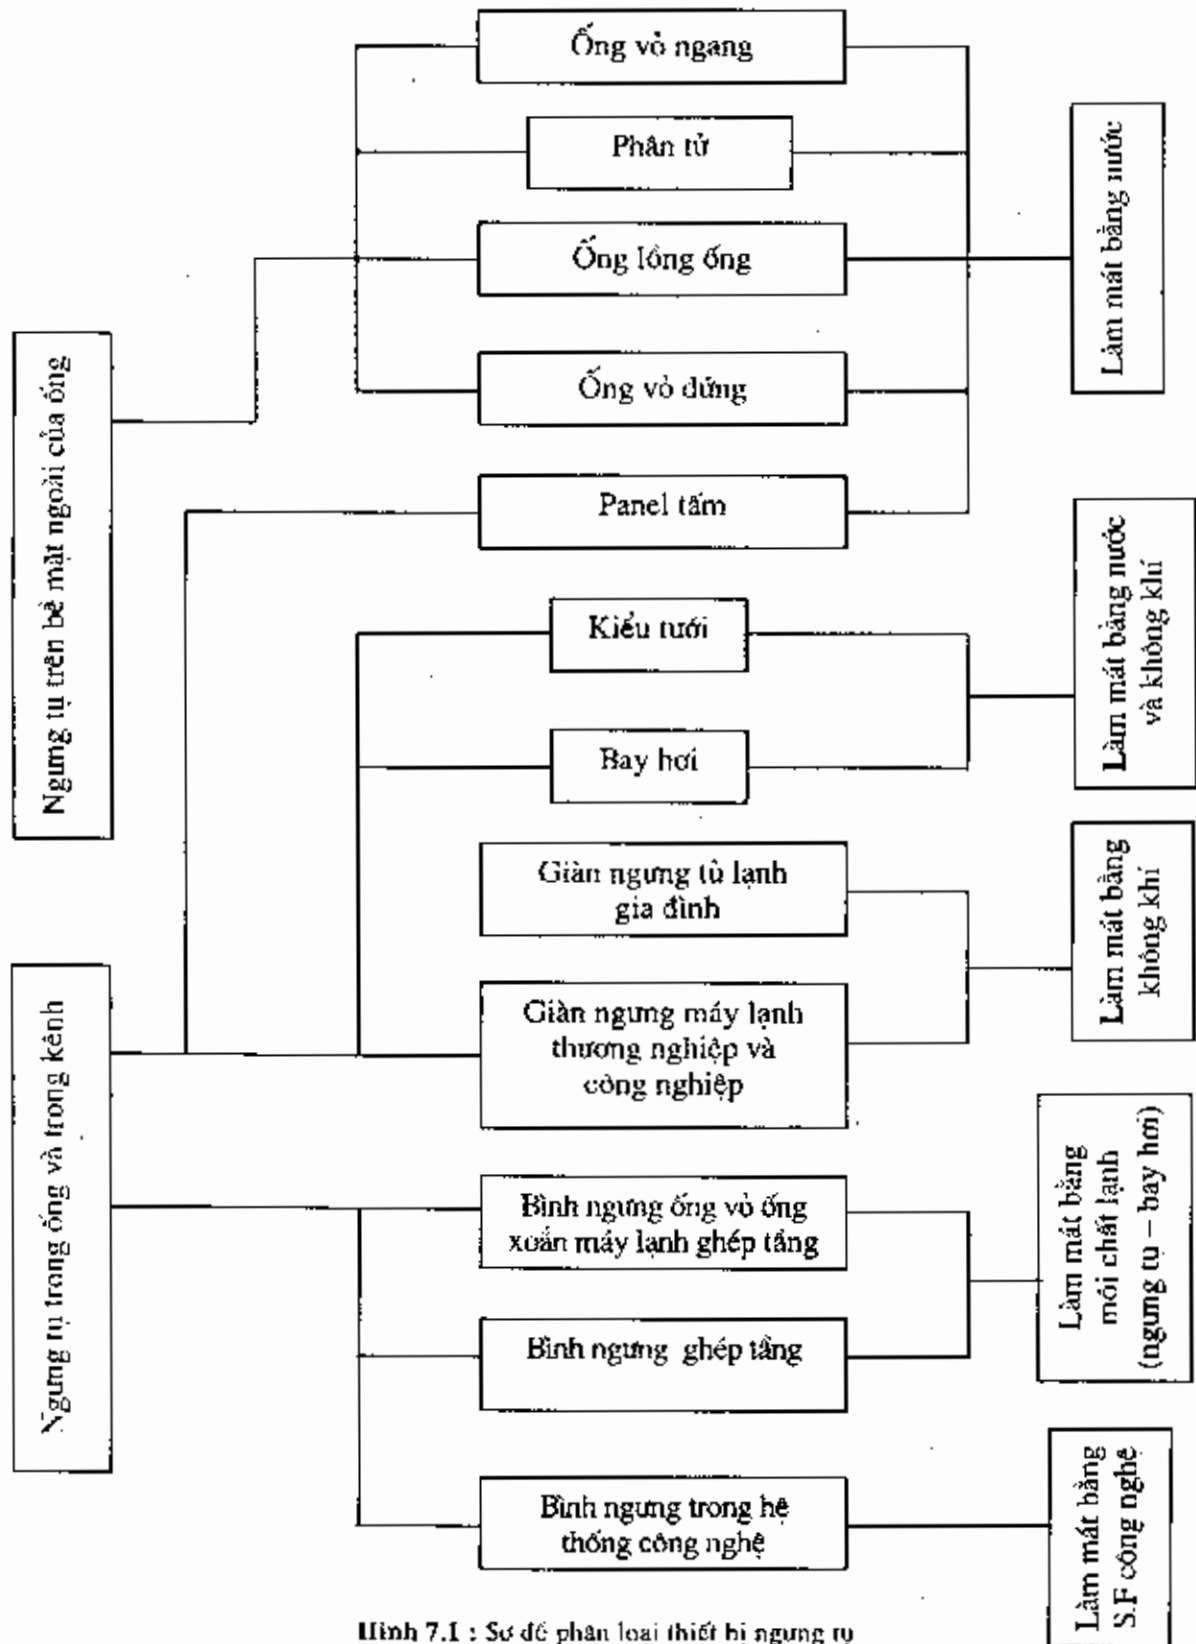 Ống vỏ ngang
Phân tử
Ống lồng ống
Ống vỏ đứng
Panel tấm
Kiểu tưới
Bay hơi
Giàn ngưng tủ lạnh
gia đình
Giàn ngưng máy lạnh
thương nghiệp và
công nghiệp
Bình ngưng ống vỏ ống
xoắn máy lạnh ghép tầng
Bình ngưng ghép tầng
Bình ngưng trong hệ
thống công nghệ
Ngưng tụ trên bề mặt ngoài của ống
Ngưng tụ trong ống và trong kênh
Làm mát bằng nước
Làm mát bằng nước
và không khí
Làm mát bằng
không khí
Làm mát bằng
môi chất lạnh
(ngưng tụ – bay hơi)
Làm mát bằng
S.F công nghệ
Hình 7.1 : Sơ đồ phân loại thiết bị ngưng tụ